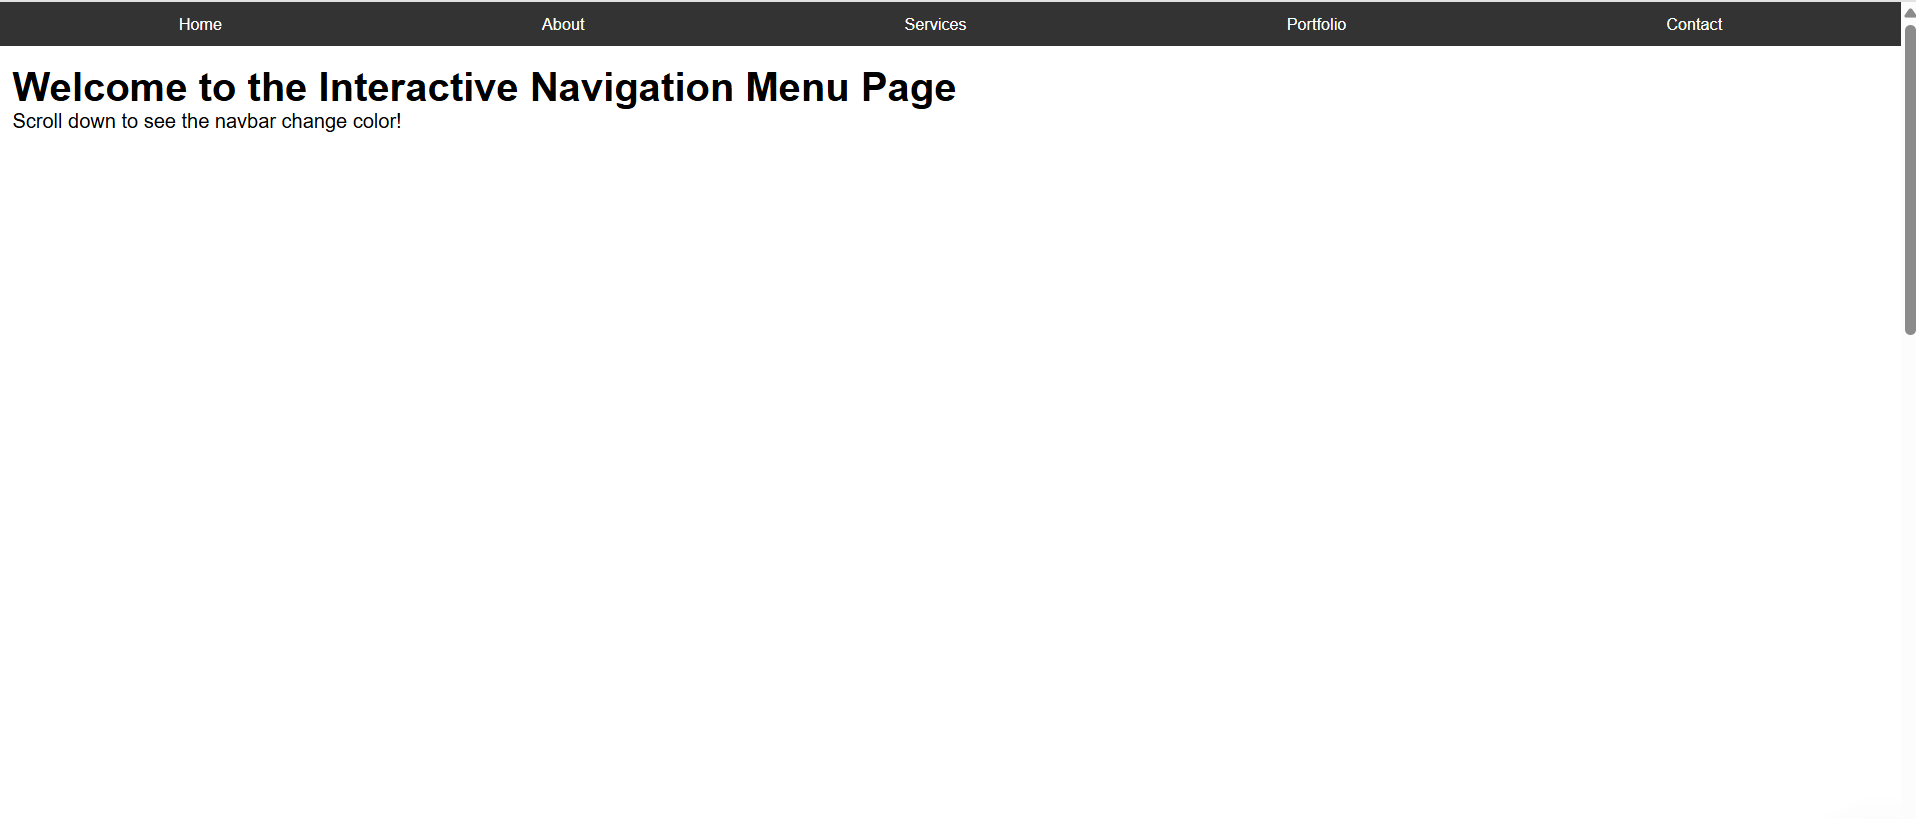 Home About Services Portfolio Contact
Welcome to the Interactive Navigation Menu Page
Scroll down to see the navbar change color!